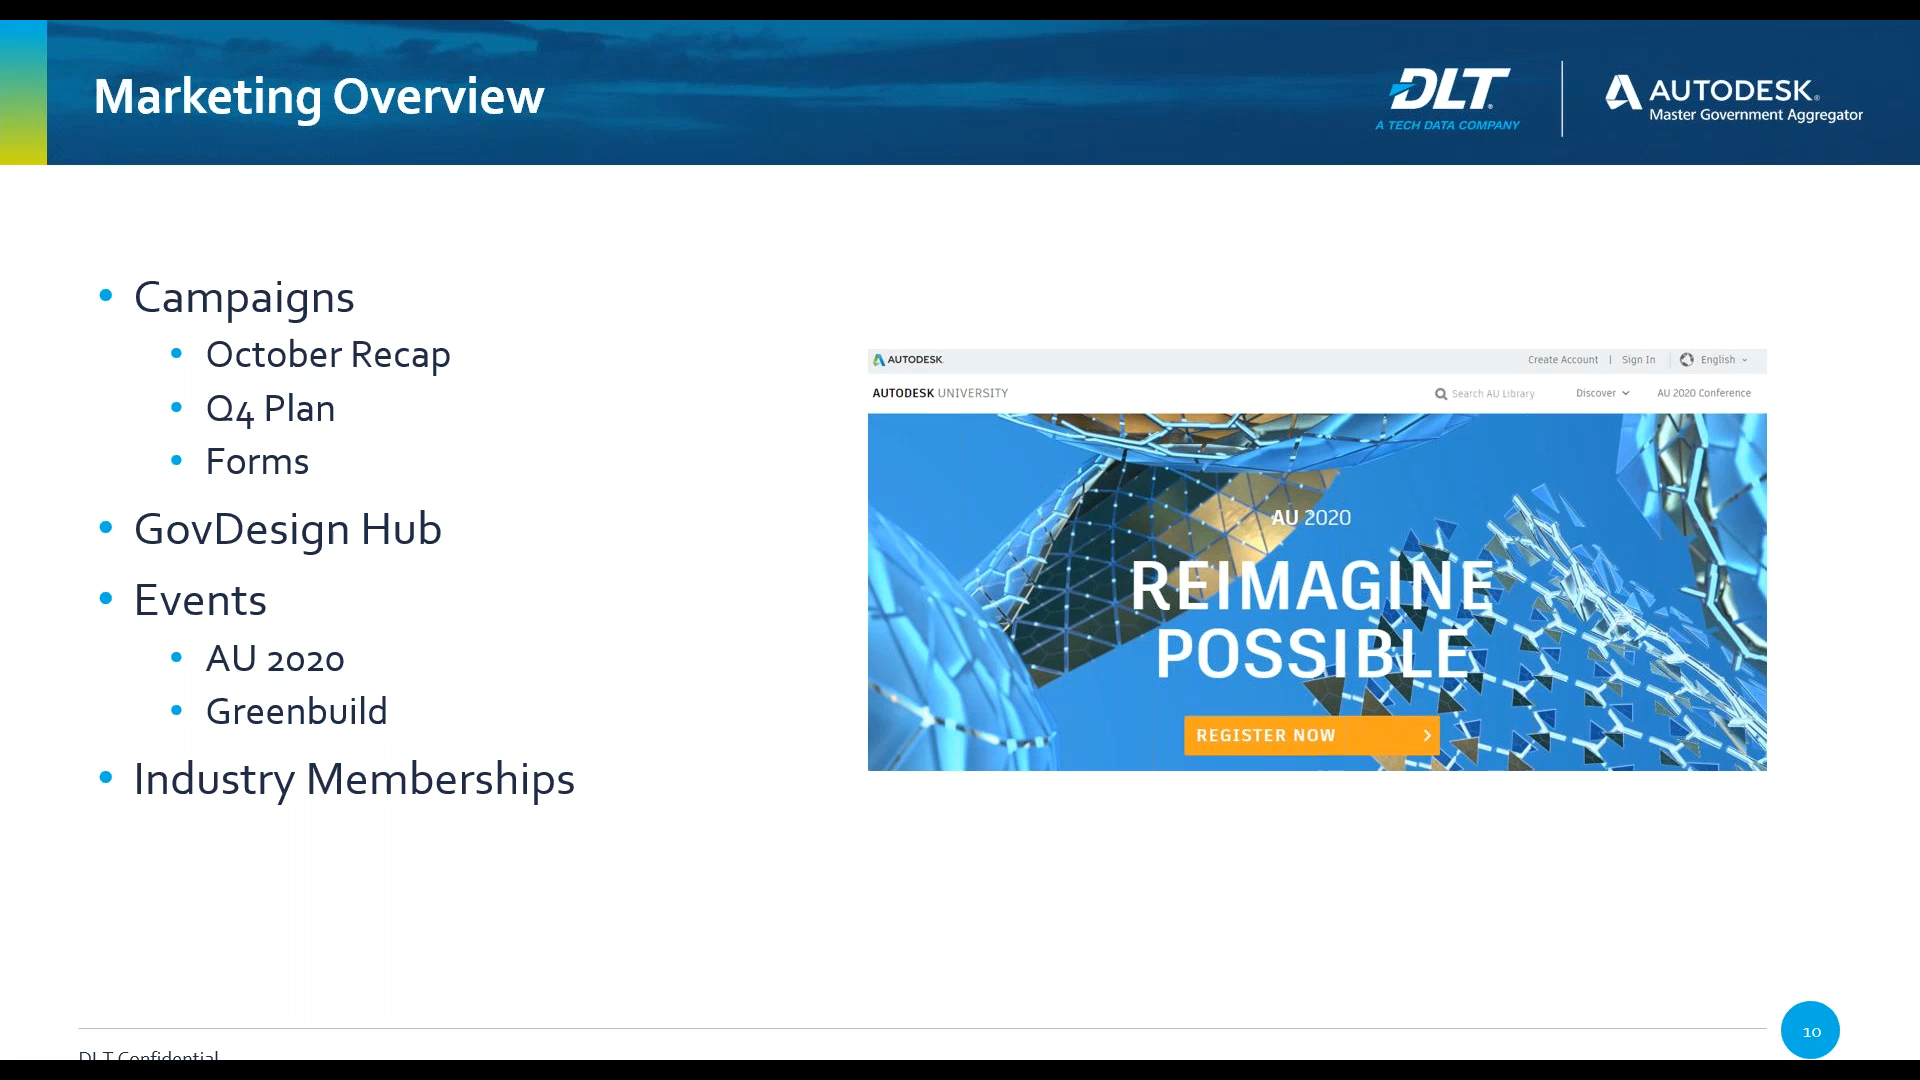 Marketing Overview
DLT
A TECH DATA COMPANY
AUTODESK®
Master Government Aggregator
• Campaigns
• October Recap
• Q4 Plan
• Forms
• GovDesign Hub
• Events
• AU 2020
• Greenbuild
• Industry Memberships
AUTODESK
Create Account | Sign In | English
AUTODESK UNIVERSITY
Search AU Library Discover AU 2020 Conference
AU 2020
REIMAGINE
POSSIBLE
REGISTER NOW
DLT Confidential
10